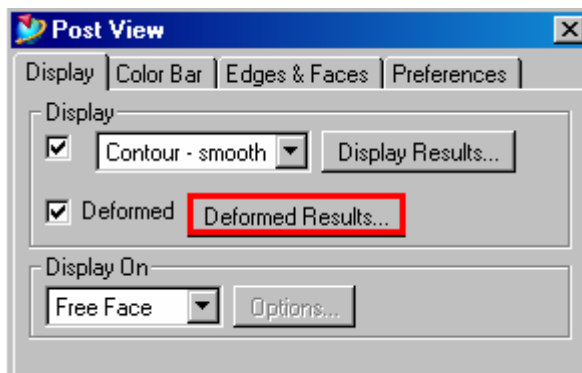 Post View
Display Color Bar Edges & Faces Preferences
Display
Contour - smooth Display Results...
Deformed Deformed Results...
Display On
Free Face Options...